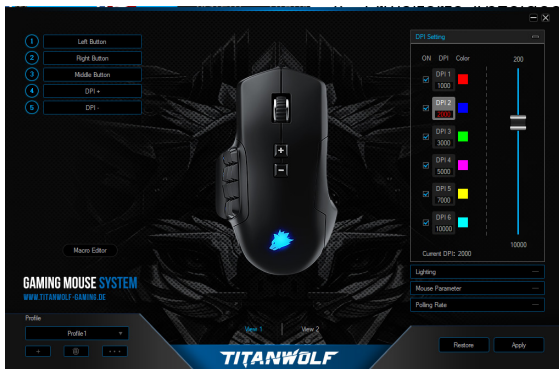 DPI Setting
1 Left Button
2 Right Button
3 Middle Button
4 DPI +
5 DPI -
ON DPI Color
200
DPI 1
1000
DPI 2
2000
DPI 3
3000
DPI 4
5000
DPI 5
7000
DPI 6
10000
10000
Current DPI: 2000
+
-
Macro Editor
Lighting
Mouse Parameter
Polling Rate
GAMING MOUSE SYSTEM
WWW.TITANWOLF-GAMING.DE
Profile
Profile1
View 1
View 2
TITANWOLF
Restore
Apply